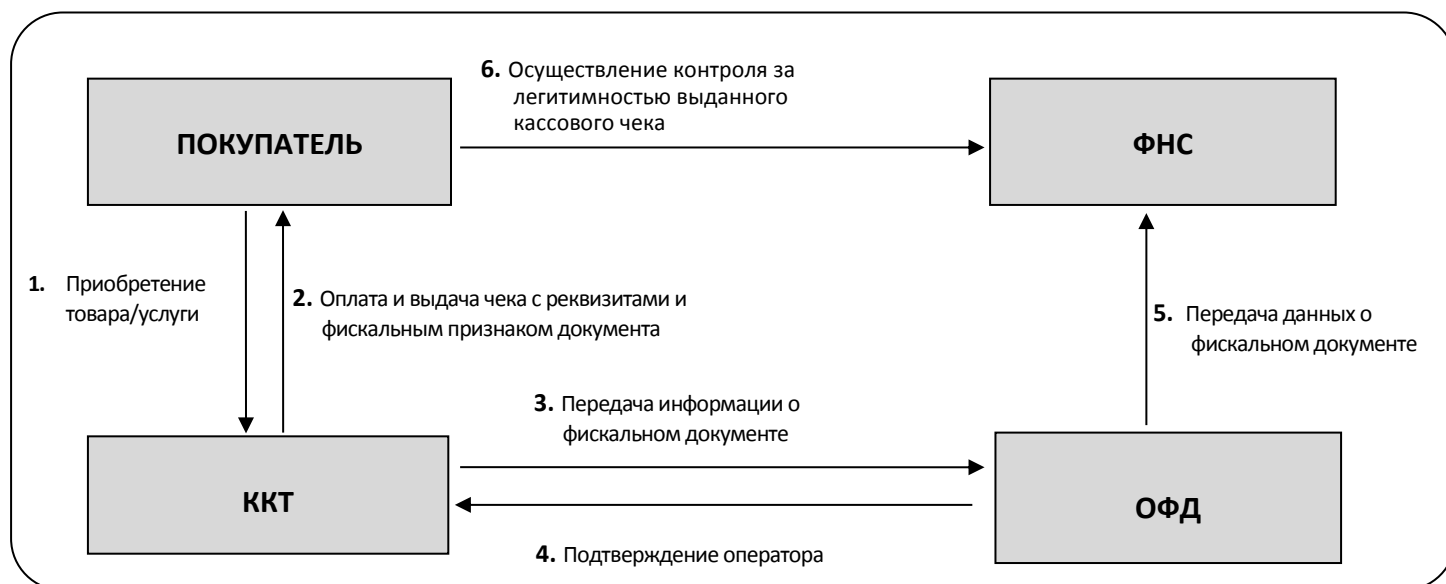 6. Осуществление контроля за
легитмностью выданного
кассового чека
ПОКУПАТЕЛЬ
ФНС
1. Приобретение
товара/услуги
2. Оплата и выдача чека с реквизитами и
фискальным признаком документа
5. Передача данных о
фискальном документе
3. Передача информации о
фискальном документе
ККТ
ОФД
4. Подтверждение оператора